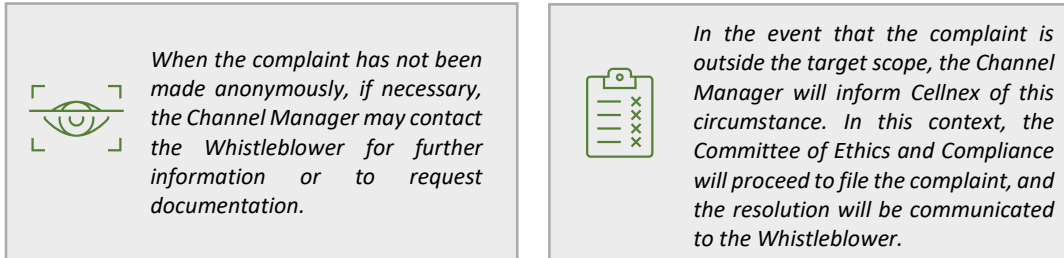 When the complaint has not been
made anonymously, if necessary,
the Channel Manager may contact
the Whistleblower for further
information or to request
documentation.
In the event that the complaint is
outside the target scope, the Channel
Manager will inform Cellnex of this
circumstance. In this context, the
Committee of Ethics and Compliance
will proceed to file the complaint, and
the resolution will be communicated
to the Whistleblower.